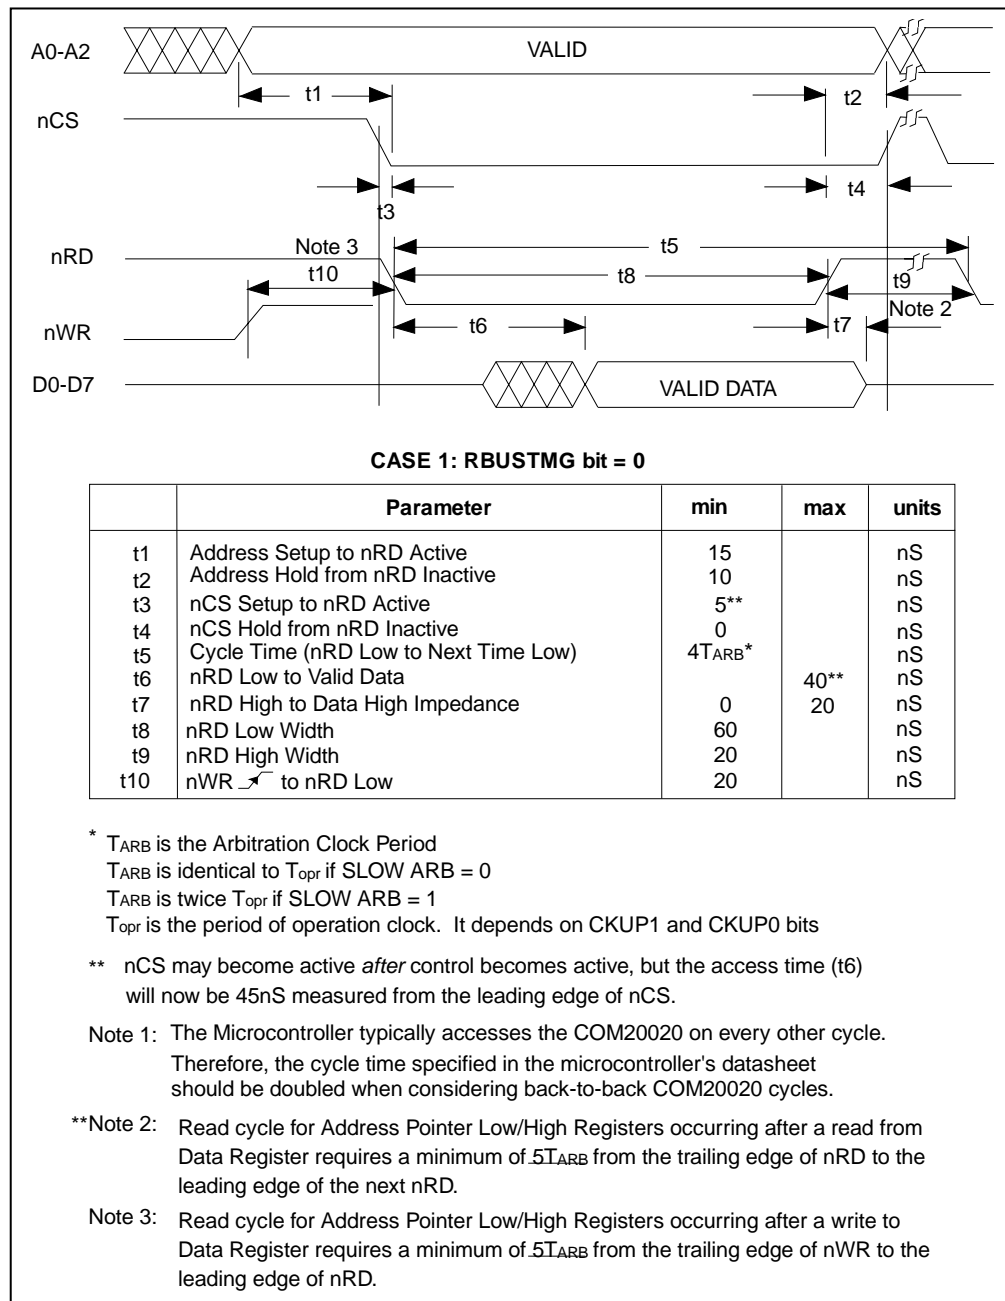 A0-A2 VALID
t1 t2
nCS
t3 t4
nRD Note 3 t5
t10 t8 t9
nWR t6 t7 Note 2
D0-D7 VALID DATA
CASE 1: RBUSTMG bit = 0
Parameter min max units
t1 Address Setup to nRD Active 15 nS
t2 Address Hold from nRD Inactive 10 nS
t3 nCS Setup to nRD Active 5** nS
t4 nCS Hold from nRD Inactive 0 nS
t5 Cycle Time (nRD Low to Next Time Low) 4TARB* nS
t6 nRD Low to Valid Data 40** nS
t7 nRD High to Data High Impedance 0 20 nS
t8 nRD Low Width 60 nS
t9 nRD High Width 20 nS
t10 nWR to nRD Low 20 nS
* TARB is the Arbitration Clock Period
TARB is identical to Topr if SLOW ARB = 0
TARB is twice Topr if SLOW ARB = 1
Topr is the period of operation clock. It depends on CKUP1 and CKUP0 bits
** nCS may become active after control becomes active, but the access time (t6)
will now be 45nS measured from the leading edge of nCS.
Note 1: The Microcontroller typically accesses the COM20020 on every other cycle.
Therefore, the cycle time specified in the microcontroller's datasheet
should be doubled when considering back-to-back COM20020 cycles.
**Note 2: Read cycle for Address Pointer Low/High Registers occurring after a read from
Data Register requires a minimum of 5TARB from the trailing edge of nRD to the
leading edge of the next nRD.
Note 3: Read cycle for Address Pointer Low/High Registers occurring after a write to
Data Register requires a minimum of 5TARB from the trailing edge of nWR to the
leading edge of nRD.